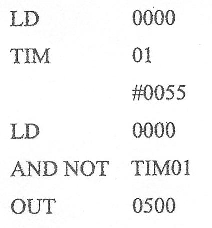 LD 0000
TIM 01
#0055
LD 0000
AND NOT TIM01
OUT 0500